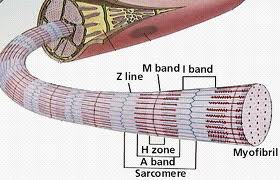 M band
I band
Z line
H zone
A band
Sarcomere
Myofibril